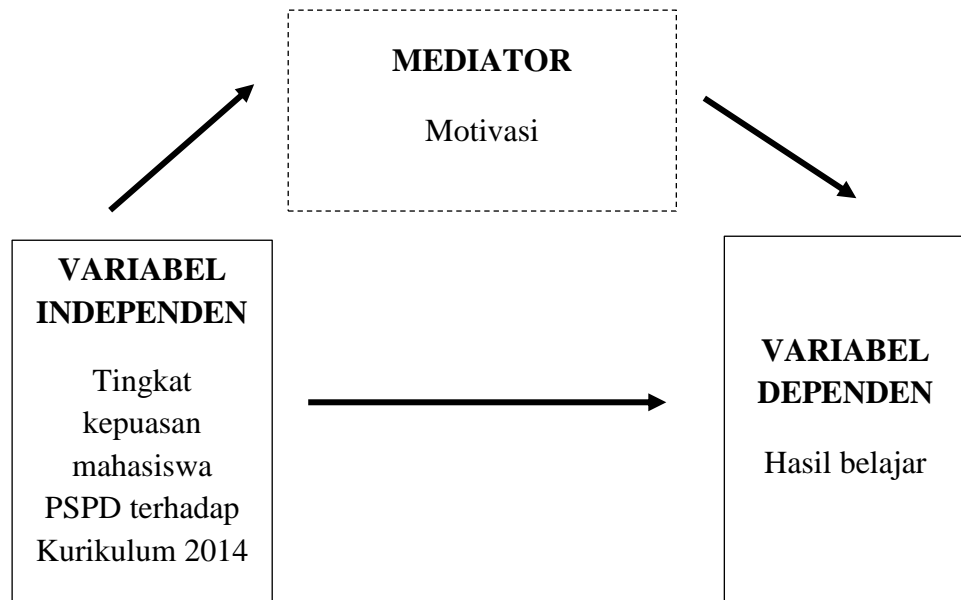 MEDIATOR
Motivasi
VARIABEL
INDEPENDEN
Tingkat
kepuasan
mahasiswa
PSPD terhadap
Kurikulum 2014
VARIABEL
DEPENDEN
Hasil belajar